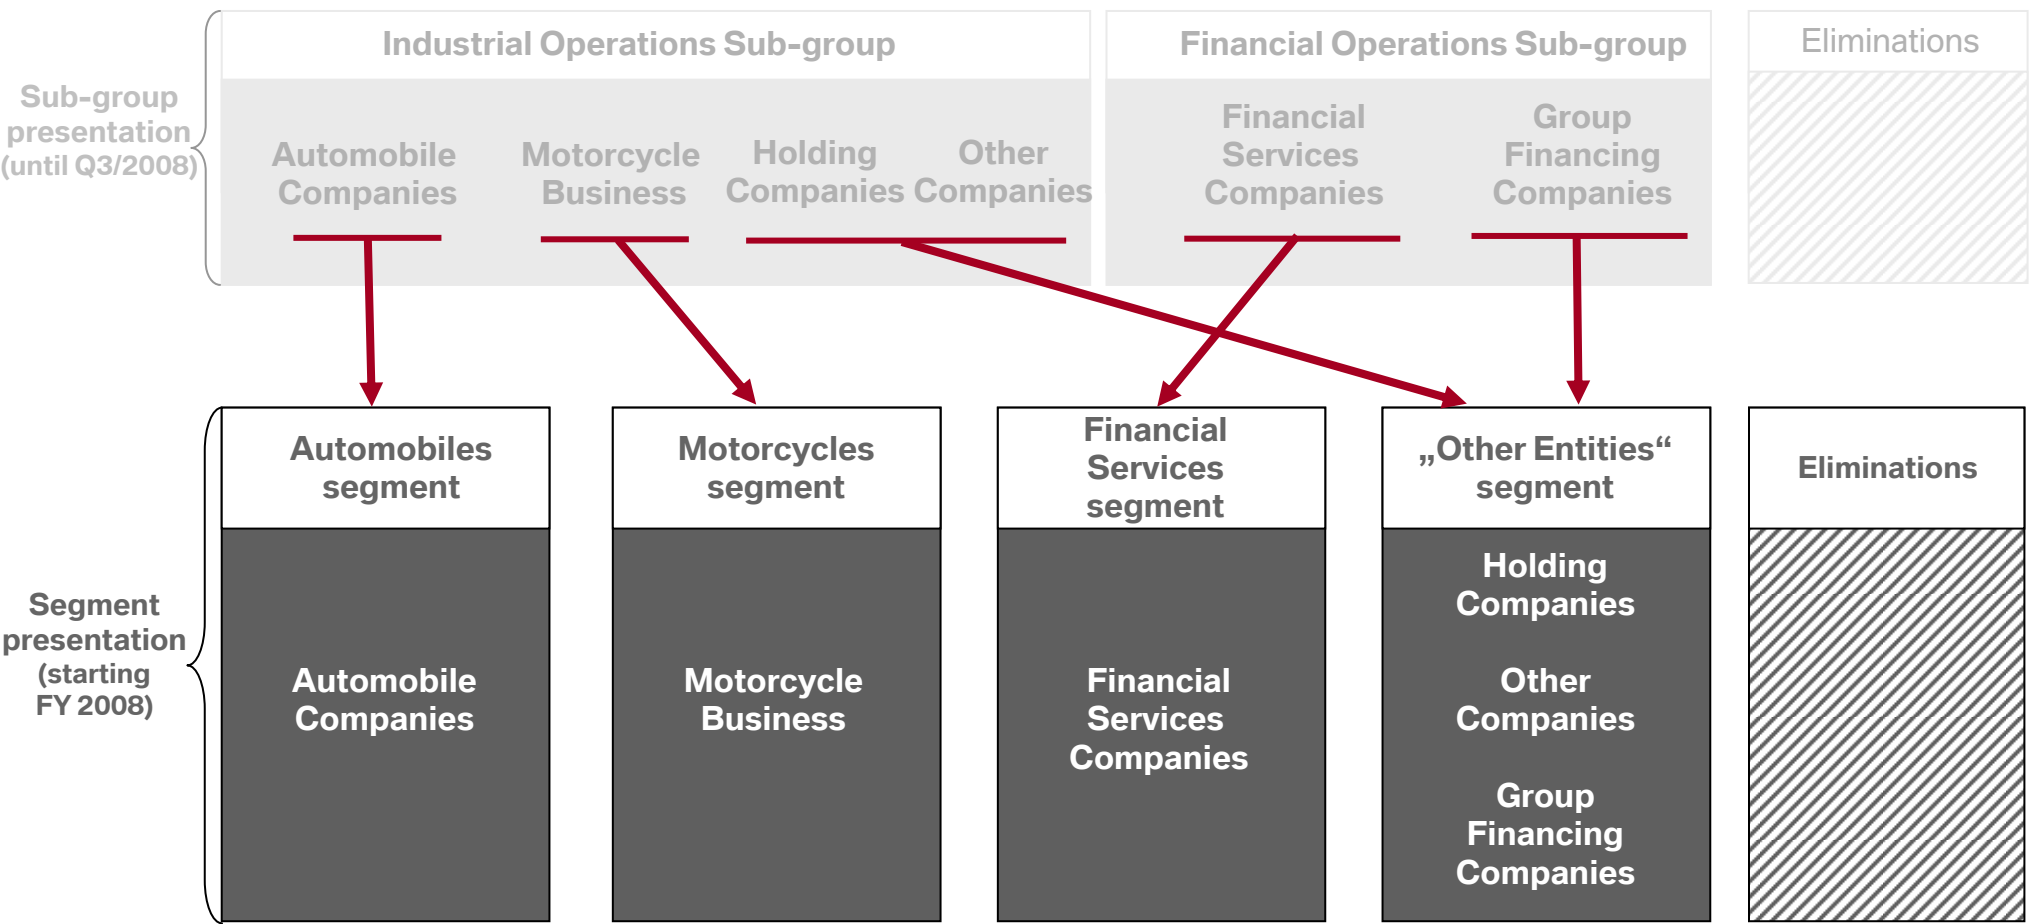 Industrial Operations Sub-group
Financial Operations Sub-group
Eliminations
Sub-group
presentation
(until Q3/2008)
Automobile
Companies
Motorcycle
Business
Holding
Companies
Other
Companies
Financial
Services
Companies
Group
Financing
Companies
Automobiles
segment
Motorcycles
segment
Financial
Services
segment
„Other Entities“
segment
Eliminations
Segment
presentation
(starting
FY 2008)
Automobile
Companies
Motorcycle
Business
Financial
Services
Companies
Holding
Companies
Other
Companies
Group
Financing
Companies